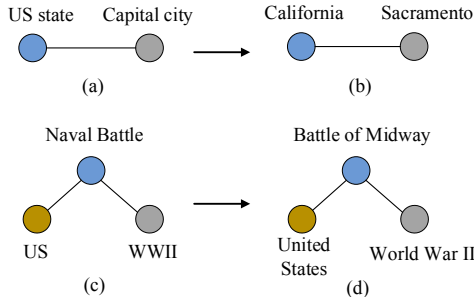 US state
Capital city
California
Sacramento
(a)
(b)
Naval Battle
Battle of Midway
US
WWII
United
States
World War II
(c)
(d)